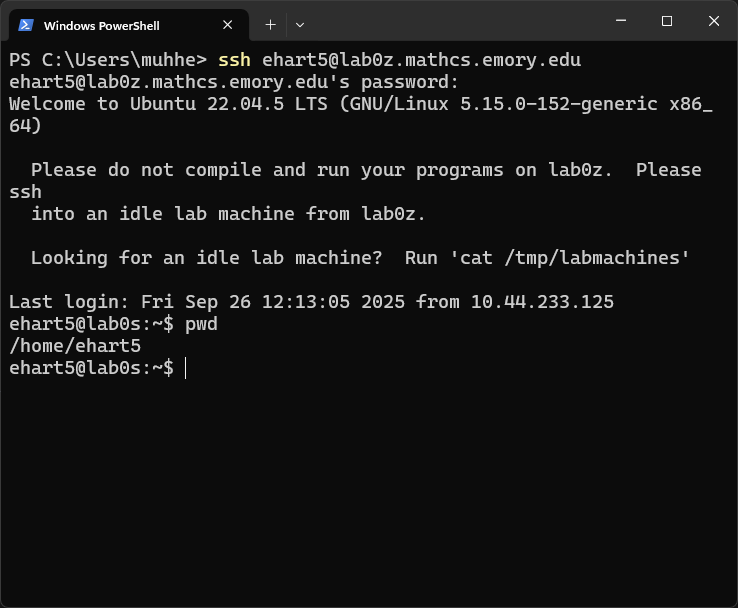 Windows PowerShell
PS C:\Users\muhhe> ssh ehart5@lab0z.mathcs.emory.edu
ehart5@lab0z.mathcs.emory.edu's password:
Welcome to Ubuntu 22.04.5 LTS (GNU/Linux 5.15.0-152-generic x86_
64)
Please do not compile and run your programs on lab0z.  Please
ssh
into an idle lab machine from lab0z.
Looking for an idle lab machine?  Run 'cat /tmp/labmachines'
Last login: Fri Sep 26 12:13:05 2025 from 10.44.233.125
ehart5@lab0s:~$ pwd
/home/ehart5
ehart5@lab0s:~$